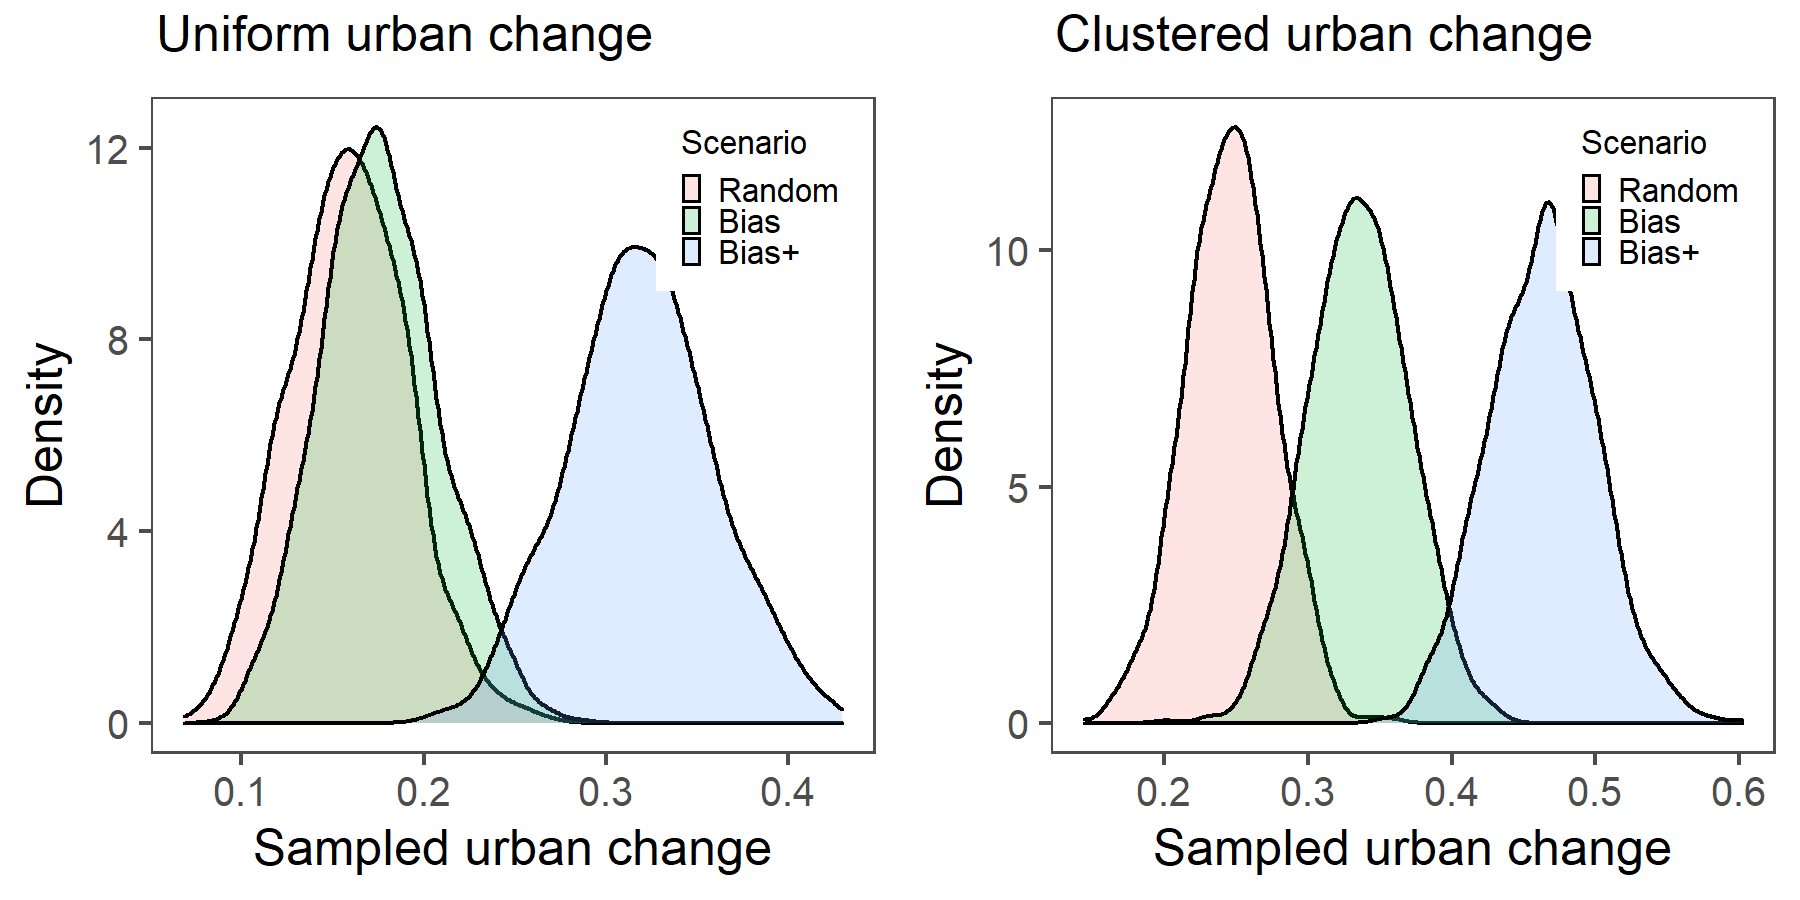 Uniform urban change
Density
12
8
4
0
0.1 0.2 0.3 0.4
Sampled urban change
Scenario
Random
Bias
Bias+
Clustered urban change
Density
10
5
0
0.2 0.3 0.4 0.5 0.6
Sampled urban change
Scenario
Random
Bias
Bias+